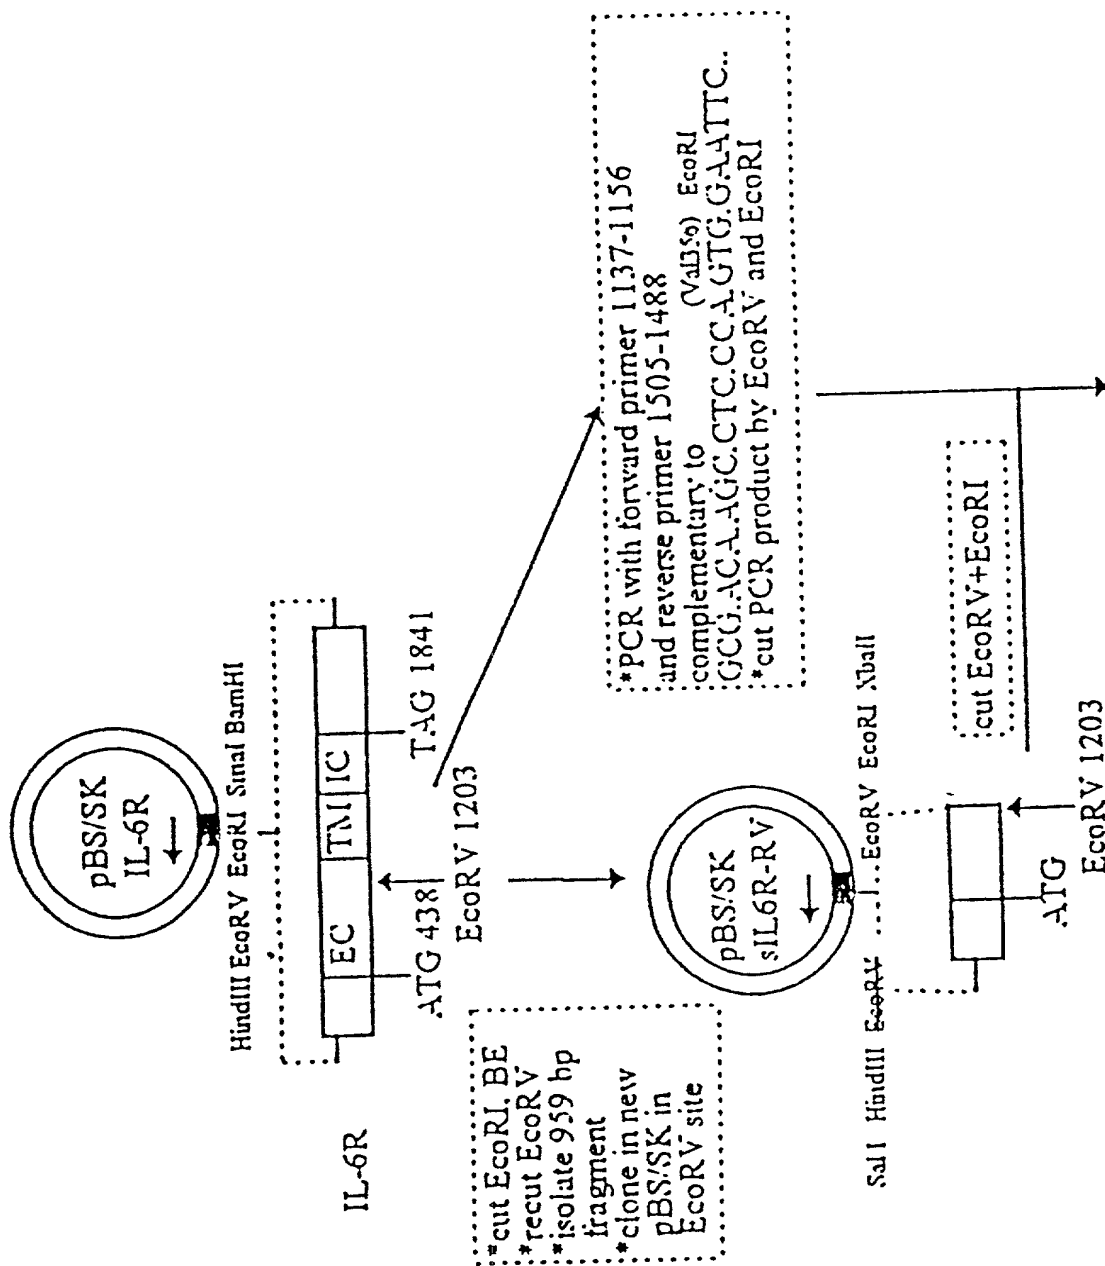 pBS/SK
IL-6R
HindIII EcoRV EcoRI SmaI BamHI
IL-6R
EC
TM
IC
ATG 438
TAG 1841
EcoRV 1203
*cut EcoRI, BE
*recut EcoRV
*isolate 959 bp
fragment
*clone in new
pBS/SK in
EcoRV site
*PCR with forward primer 1137-1156
and reverse primer 1505-1488
complementary to (Val356) EcoRI
GCG.ACA.AGC.CTC.CCA.GTG.GAATTC..
*cut PCR product by EcoRV and EcoRI
pBS/SK
sIL6R-RV
Sal I HindIII EcoRV EcoRV EcoRI XbaII
cut EcoRV+EcoRI
ATG
EcoRV 1203